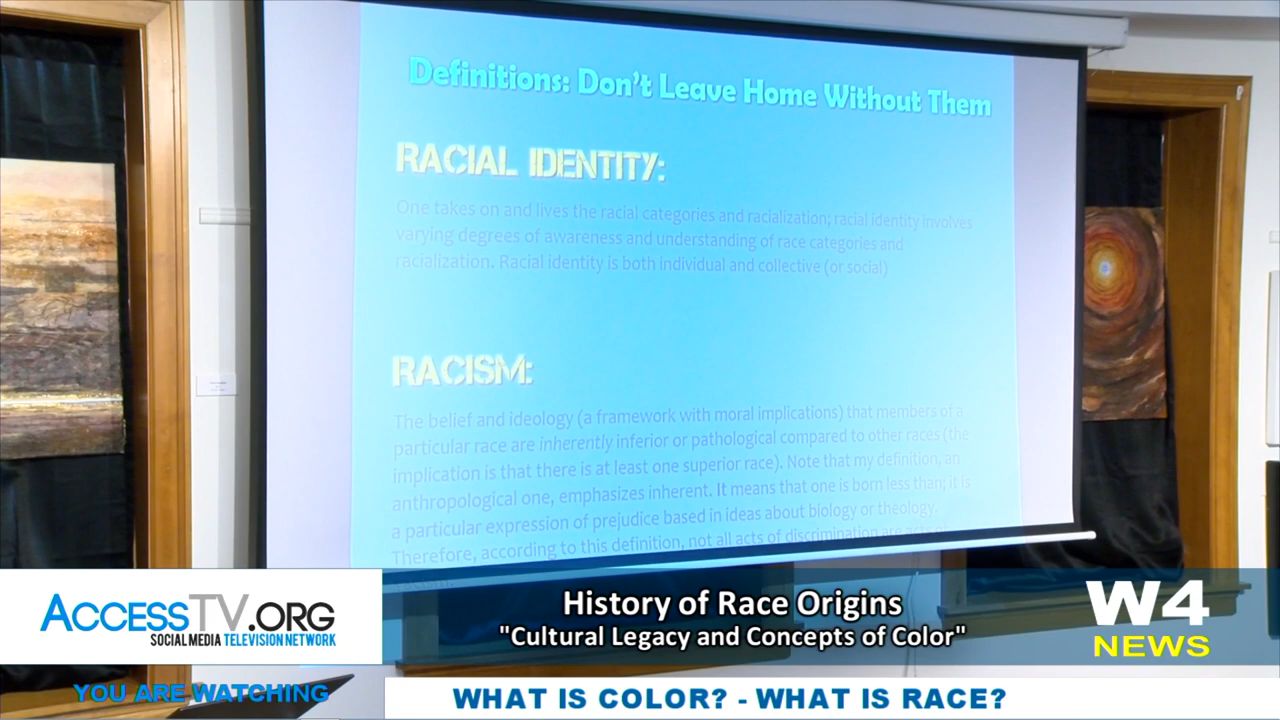 Definitions: Don't Leave Home Without Them
RACIAL IDENTITY:
One takes on and lives the racial categories and racialization; racial identity involves
varying degrees of awareness and understanding of race categories and
racialization. Racial identity is both individual and collective (or social)
RACISM:
The belief and ideology (a framework with moral implications) that members of a
particular race are inherently inferior or pathological compared to other races (the
implication is that there is at least one superior race). Note that my definition, an
anthropological one, emphasizes inherent. It means that one is born less than; it is
a particular expression of prejudice based in ideas about biology or theology.
Therefore, according to this definition, not all acts of discrimination are acts of
ACCESSTV.ORG
SOCIAL MEDIA TELEVISION NETWORK
History of Race Origins
"Cultural Legacy and Concepts of Color"
W4
NEWS
YOU ARE WATCHING
WHAT IS COLOR? - WHAT IS RACE?